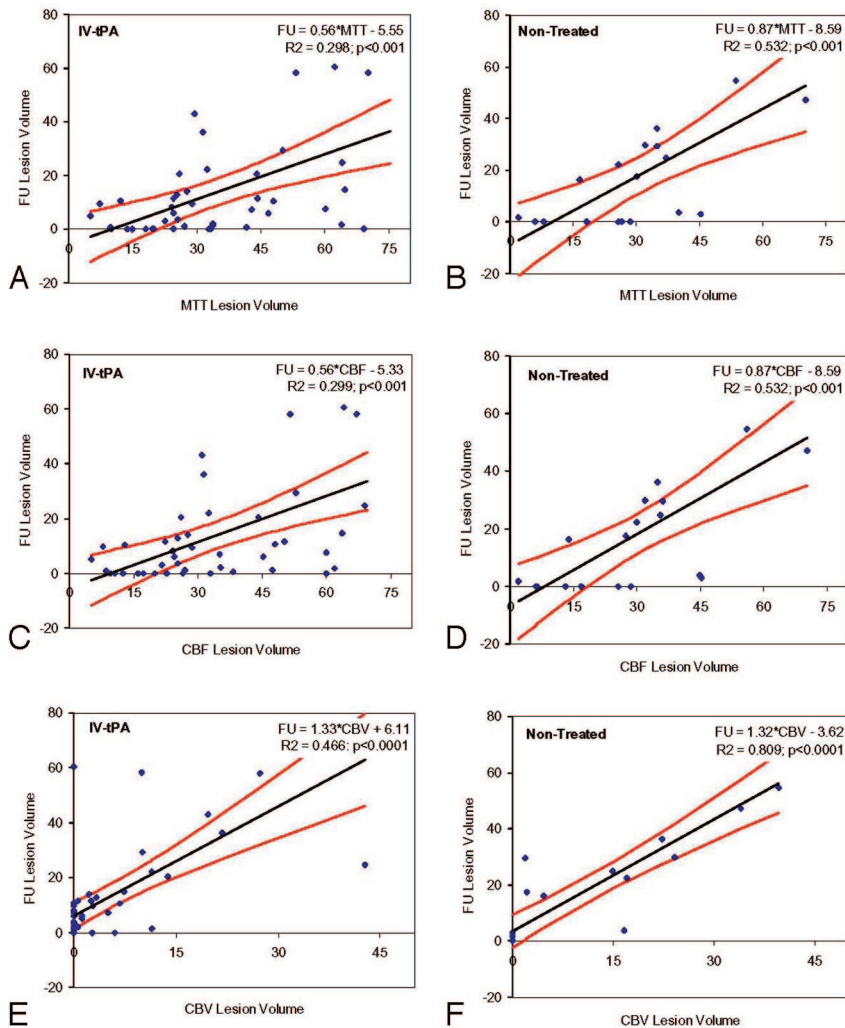 IV-tPA
FU = 0.56*MTT - 5.55
R2 = 0.298; p<0.001
80
60
40
20
0
-20
0 15 30 45 60 75
FU Lesion Volume
MTT Lesion Volume
A
Non-Treated
FU = 0.87*MTT - 8.59
R2 = 0.532; p<0.001
80
60
40
20
0
-20
0 15 30 45 60 75
FU Lesion Volume
MTT Lesion Volume
B
IV-tPA
FU = 0.56*CBF - 5.33
R2 = 0.299; p<0.001
80
60
40
20
0
-20
0 15 30 45 60 75
FU Lesion Volume
CBF Lesion Volume
C
Non-Treated
FU = 0.87*CBF - 8.59
R2 = 0.532; p<0.001
80
60
40
20
0
-20
0 15 30 45 60 75
FU Lesion Volume
CBF Lesion Volume
D
IV-tPA
FU = 1.33*CBV + 6.11
R2 = 0.466; p<0.0001
80
60
40
20
0
-20
0 15 30 45
FU Lesion Volume
CBV Lesion Volume
E
Non-Treated
FU = 1.32*CBV - 3.62
R2 = 0.809; p<0.0001
80
60
40
20
0
-20
0 15 30 45
FU Lesion Volume
CBV Lesion Volume
F